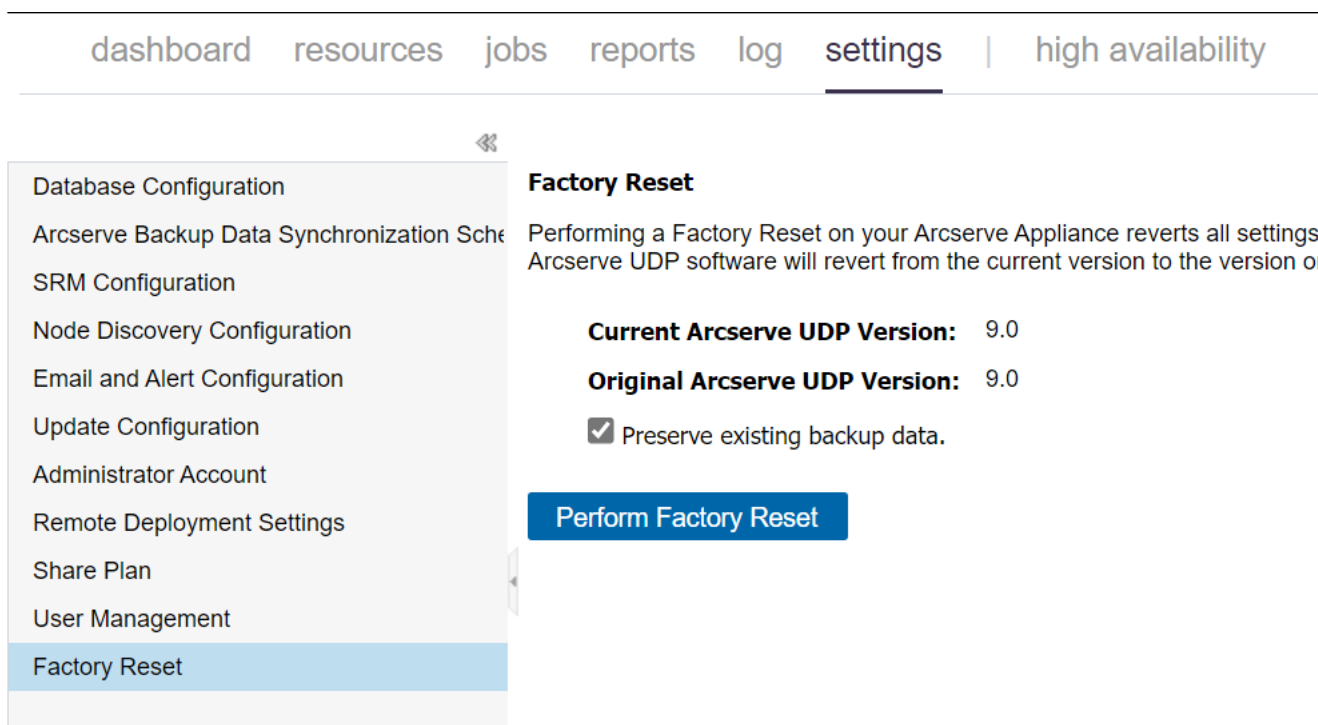 dashboard resources jobs reports log settings | high availability
Database Configuration
Arcserve Backup Data Synchronization Sche
SRM Configuration
Node Discovery Configuration
Email and Alert Configuration
Update Configuration
Administrator Account
Remote Deployment Settings
Share Plan
User Management
Factory Reset
Factory Reset
Performing a Factory Reset on your Arcserve Appliance reverts all settings
Arcserve UDP software will revert from the current version to the version o
Current Arcserve UDP Version: 9.0
Original Arcserve UDP Version: 9.0
Preserve existing backup data.
Perform Factory Reset